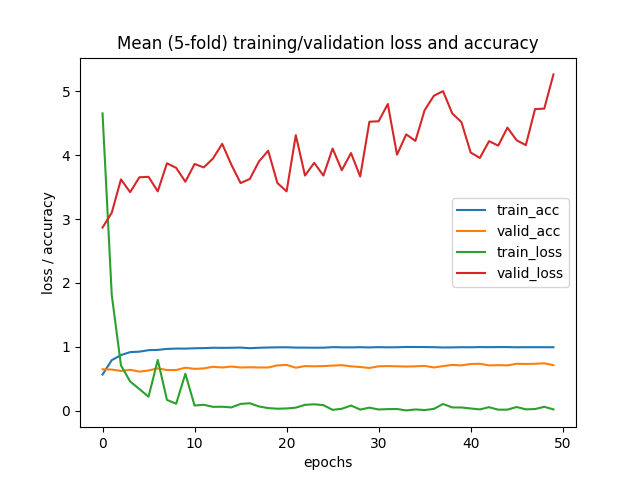 Mean (5-fold) training/validation loss and accuracy
loss / accuracy
5
4
3
2
1
0
train_acc
valid_acc
train_loss
valid_loss
0 10 20 30 40 50
epochs